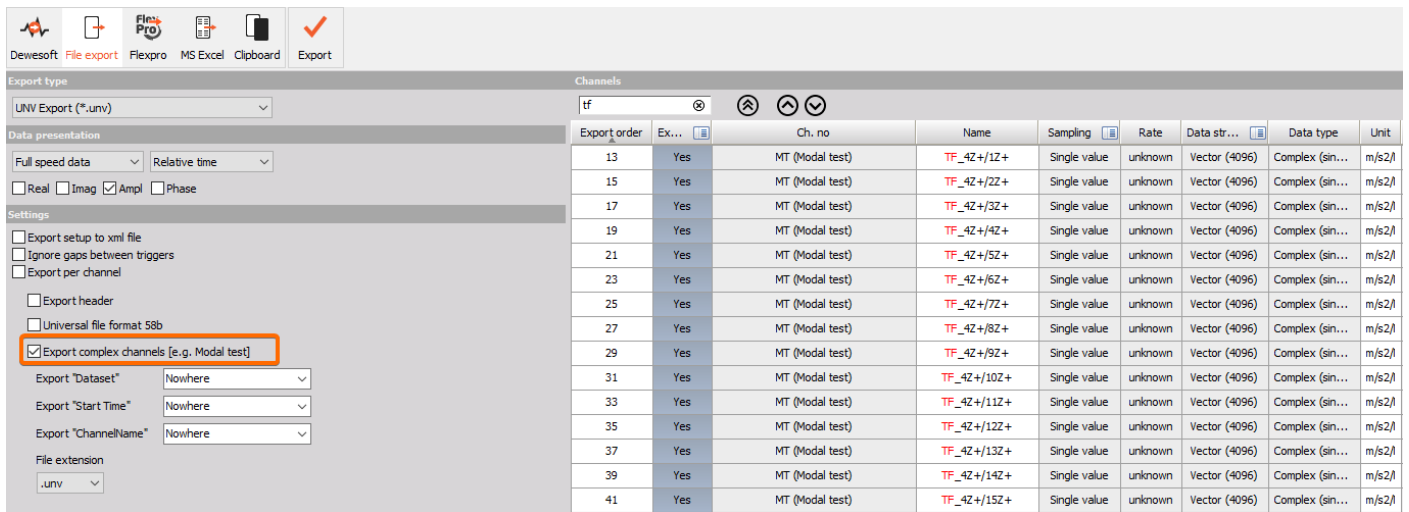 Flex
Pro
Dewesoft File export Flexpro MS Excel Clipboard Export
Export type
UNV Export (*.unv)
Data presentation
Full speed data Relative time
Real Imag Ampl Phase
Settings
Export setup to xml file
Ignore gaps between triggers
Export per channel
Export header
Universal file format 58b
Export complex channels [e.g. Modal test]
Export "Dataset" Nowhere
Export "Start Time" Nowhere
Export "ChannelName" Nowhere
File extension
.unv
Channels
tf
Export order Ex... Ch. no Name Sampling Rate Data str... Data type Unit
13 Yes MT (Modal test) TF_4Z+/1Z+ Single value unknown Vector (4096) Complex (sin... m/s2/
15 Yes MT (Modal test) TF_4Z+/2Z+ Single value unknown Vector (4096) Complex (sin... m/s2/
17 Yes MT (Modal test) TF_4Z+/3Z+ Single value unknown Vector (4096) Complex (sin... m/s2/
19 Yes MT (Modal test) TF_4Z+/4Z+ Single value unknown Vector (4096) Complex (sin... m/s2/
21 Yes MT (Modal test) TF_4Z+/5Z+ Single value unknown Vector (4096) Complex (sin... m/s2/
23 Yes MT (Modal test) TF_4Z+/6Z+ Single value unknown Vector (4096) Complex (sin... m/s2/
25 Yes MT (Modal test) TF_4Z+/7Z+ Single value unknown Vector (4096) Complex (sin... m/s2/
27 Yes MT (Modal test) TF_4Z+/8Z+ Single value unknown Vector (4096) Complex (sin... m/s2/
29 Yes MT (Modal test) TF_4Z+/9Z+ Single value unknown Vector (4096) Complex (sin... m/s2/
31 Yes MT (Modal test) TF_4Z+/10Z+ Single value unknown Vector (4096) Complex (sin... m/s2/
33 Yes MT (Modal test) TF_4Z+/11Z+ Single value unknown Vector (4096) Complex (sin... m/s2/
35 Yes MT (Modal test) TF_4Z+/12Z+ Single value unknown Vector (4096) Complex (sin... m/s2/
37 Yes MT (Modal test) TF_4Z+/13Z+ Single value unknown Vector (4096) Complex (sin... m/s2/
39 Yes MT (Modal test) TF_4Z+/14Z+ Single value unknown Vector (4096) Complex (sin... m/s2/
41 Yes MT (Modal test) TF_4Z+/15Z+ Single value unknown Vector (4096) Complex (sin... m/s2/